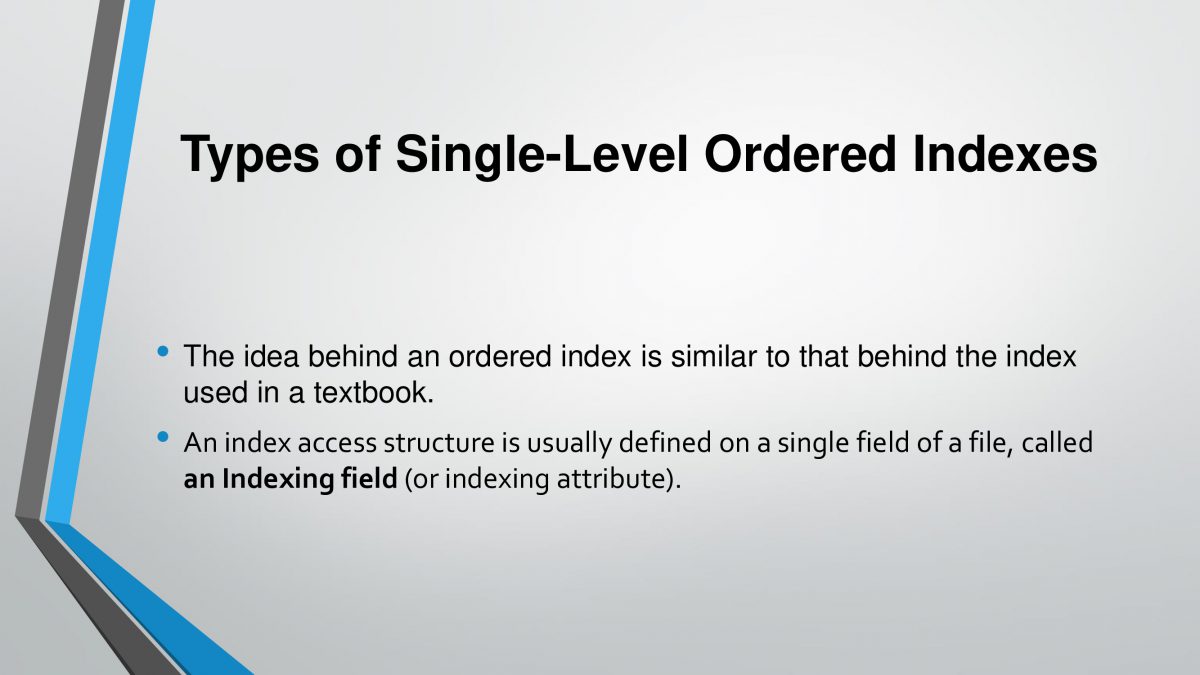 Types of Single-Level Ordered Indexes
• The idea behind an ordered index is similar to that behind the index
used in a textbook.
• An index access structure is usually defined on a single field of a file, called
an Indexing field (or indexing attribute).